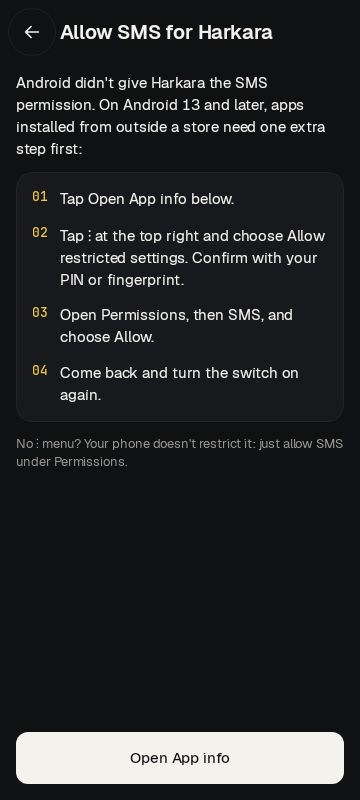 Allow SMS for Harkara
Android didn't give Harkara the SMS
permission. On Android 13 and later, apps
installed from outside a store need one extra
step first:
01 Tap Open App info below.
02 Tap ⋮ at the top right and choose Allow
restricted settings. Confirm with your
PIN or fingerprint.
03 Open Permissions, then SMS, and
choose Allow.
04 Come back and turn the switch on
again.
No ⋮ menu? Your phone doesn't restrict it: just allow SMS
under Permissions.
Open App info